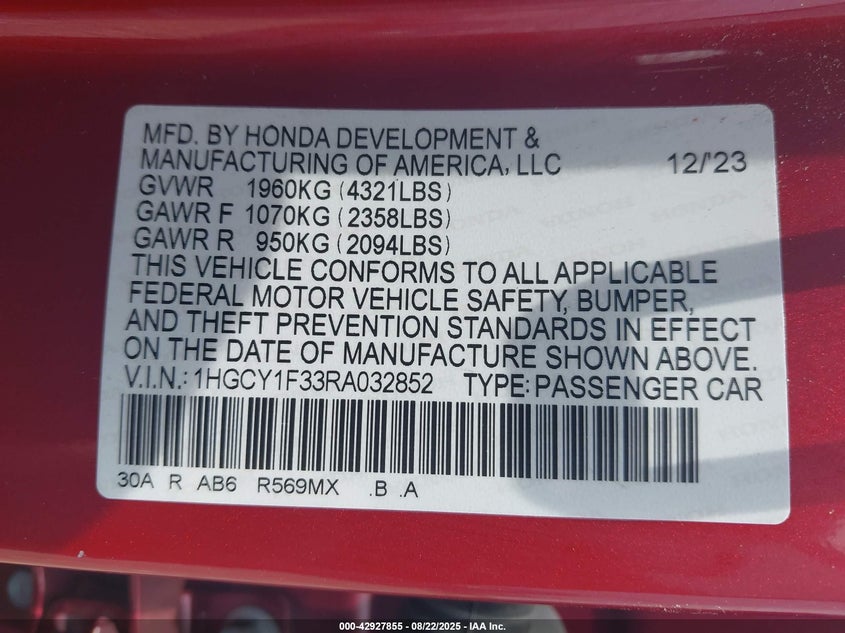 MFD. BY HONDA DEVELOPMENT &
MANUFACTURING OF AMERICA, LLC 12/'23
GVWR 1960KG (4321LBS)
GAWR F 1070KG (2358LBS)
GAWR R 950KG (2094LBS)
THIS VEHICLE CONFORMS TO ALL APPLICABLE
FEDERAL MOTOR VEHICLE SAFETY, BUMPER,
AND THEFT PREVENTION STANDARDS IN EFFECT
ON THE DATE OF MANUFACTURE SHOWN ABOVE.
V.I.N.:1HGCY1F33RA032852 TYPE:PASSENGER CAR
30A R AB6 R569MX .B .A
000-42927855 - 08/22/2025 - IAA Inc.